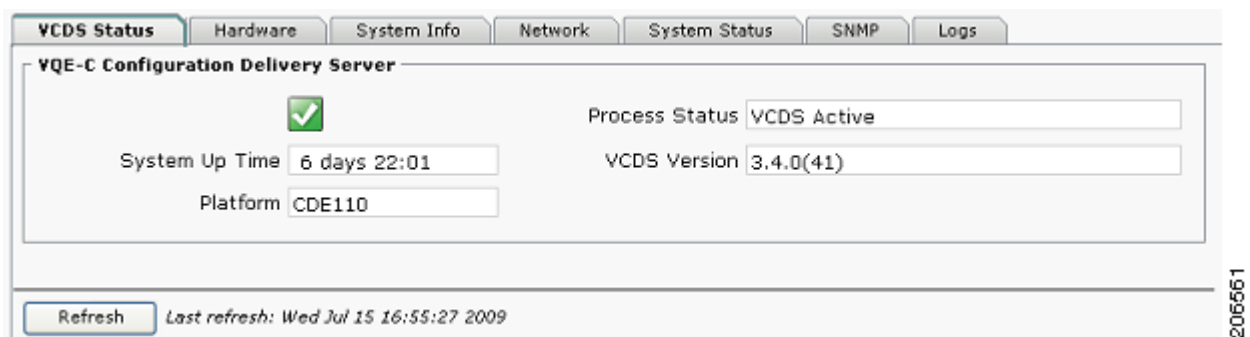 VCDS Status Hardware System Info Network System Status SNMP Logs
VQE-C Configuration Delivery Server
Process Status VCDS Active
System Up Time 6 days 22:01 VCDS Version 3.4.0(41)
Platform CDE110
Refresh Last refresh: Wed Jul 15 16:55:27 2009
206561